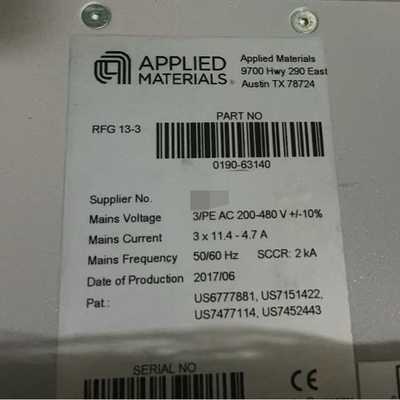 APPLIED MATERIALS®
Applied Materials
9700 Hwy 290 East
Austin TX 78724
PART NO
RFG 13-3
0190-63140
Supplier No.
Mains Voltage 3/PE AC 200-480 V +/-10%
Mains Current 3 x 11.4 - 4.7 A
Mains Frequency 50/60 Hz SCCR: 2 kA
Date of Production 2017/06
Pat.: US6777881, US7151422,
US7477114, US7452443
SERIAL NO
CE